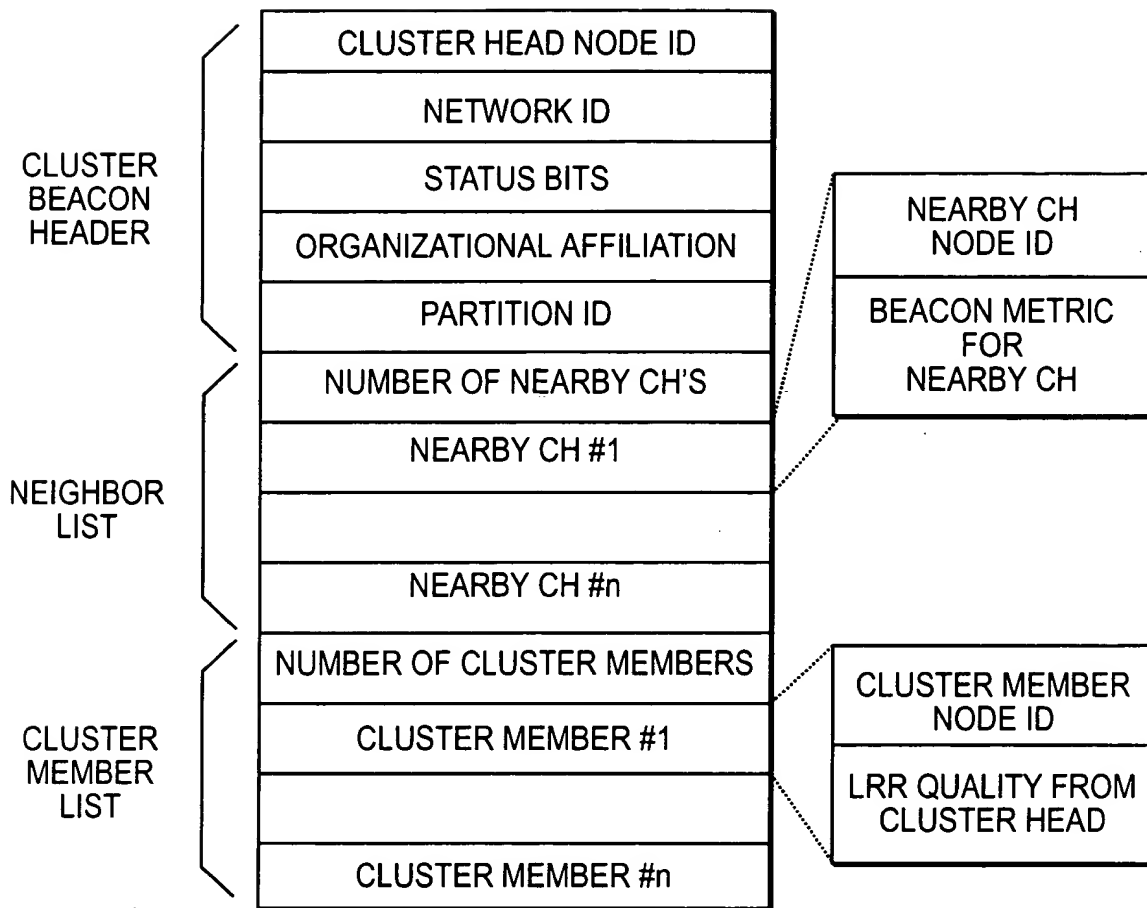 CLUSTER
BEACON
HEADER
CLUSTER HEAD NODE ID
NETWORK ID
STATUS BITS
ORGANIZATIONAL AFFILIATION
PARTITION ID
NEIGHBOR
LIST
NUMBER OF NEARBY CH'S
NEARBY CH #1
NEARBY CH #n
NEARBY CH
NODE ID
BEACON METRIC
FOR
NEARBY CH
CLUSTER
MEMBER
LIST
NUMBER OF CLUSTER MEMBERS
CLUSTER MEMBER #1
CLUSTER MEMBER #n
CLUSTER MEMBER
NODE ID
LRR QUALITY FROM
CLUSTER HEAD